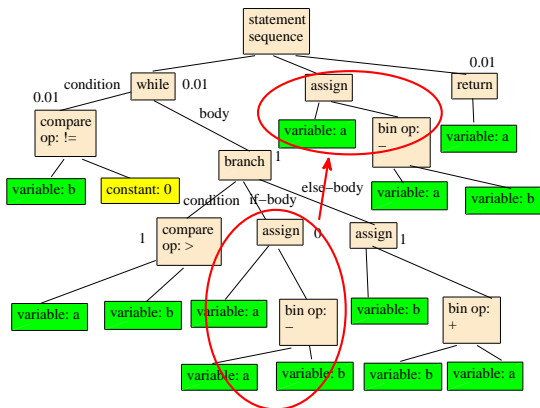 statement
sequence
0.01
condition
while
0.01
assign
return
0.01
compare
op: !=
body
variable: a
bin op:
–
variable: a
branch
1
variable: b
constant: 0
variable: a
variable: b
condition
if–body
else–body
1
compare
op: >
assign
0
assign
1
variable: a
variable: b
variable: a
bin op:
–
variable: b
bin op:
+
variable: a
variable: b
variable: b
variable: a